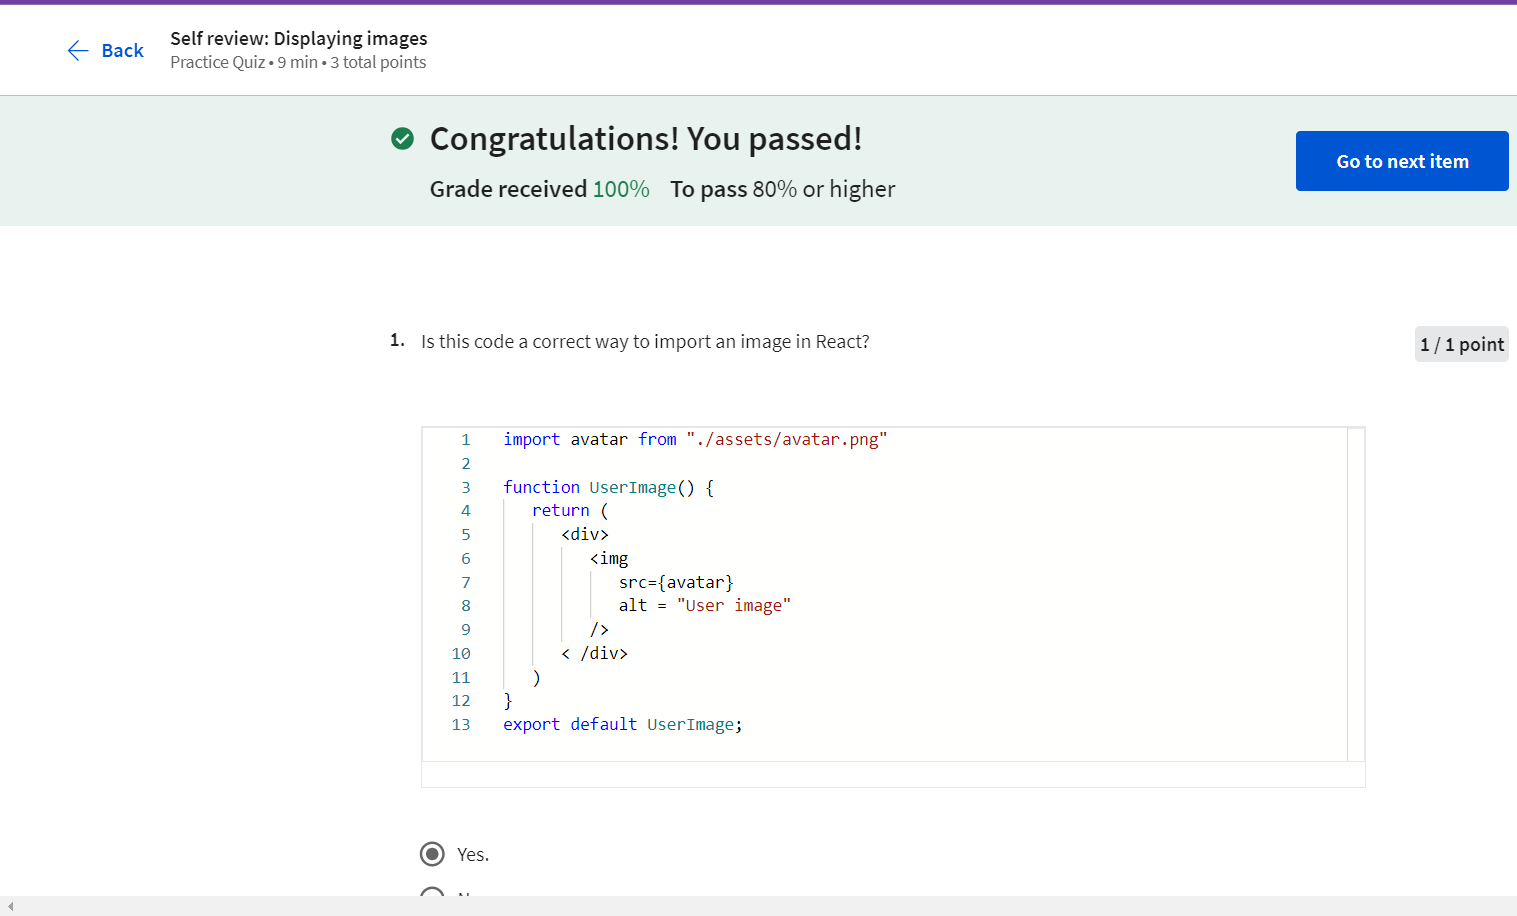 Back
Self review: Displaying images
Practice Quiz • 9 min • 3 total points
Congratulations! You passed!
Grade received 100% To pass 80% or higher
Go to next item
1. Is this code a correct way to import an image in React?
1 / 1 point
1 import avatar from "./assets/avatar.png"
2
3 function UserImage() {
4 return (
5 <div>
6 <img
7 src={avatar}
8 alt = "User image"
9 />
10 < /div>
11 )
12 }
13 export default UserImage;
Yes.